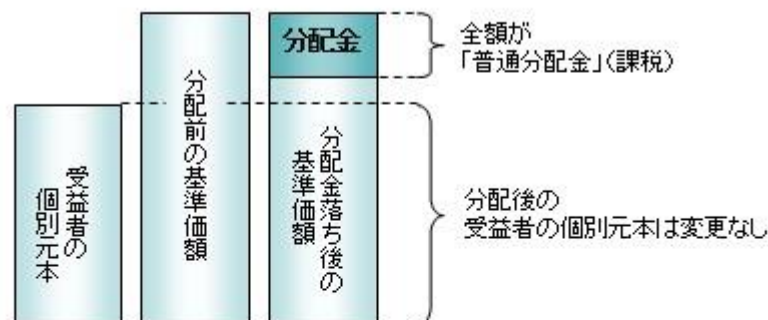 受益者の
個別元本
分配前の基準価額
分配金
分配金落ち後の
基準価額
全額が
「普通分配金」(課税)
分配後の
受益者の個別元本は変更なし